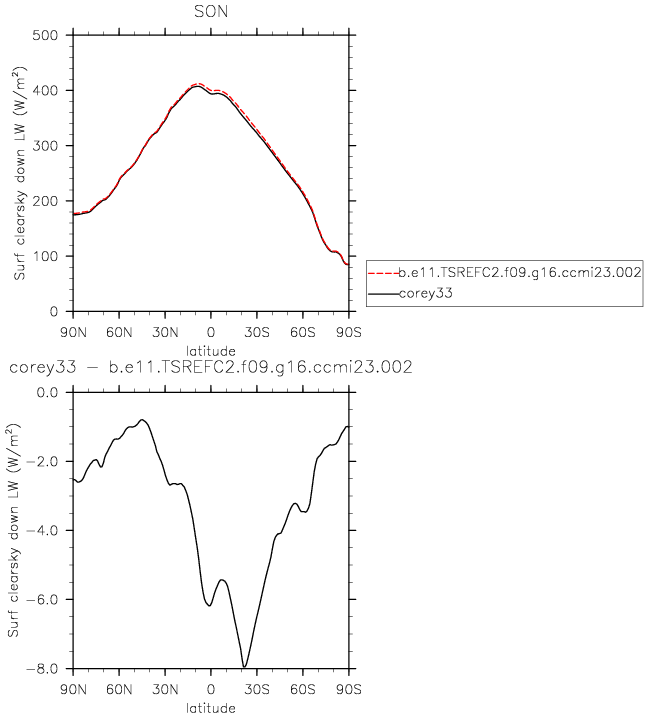 SON
Surf clearsky down LW (W/m²)
500
400
300
200
100
0
90N 60N 30N 0 30S 60S 90S
latitude
b.e11.TSREFC2.f09.g16.ccmi23.002
corey33
corey33 − b.e11.TSREFC2.f09.g16.ccmi23.002
Surf clearsky down LW (W/m²)
0.0
−2.0
−4.0
−6.0
−8.0
90N 60N 30N 0 30S 60S 90S
latitude